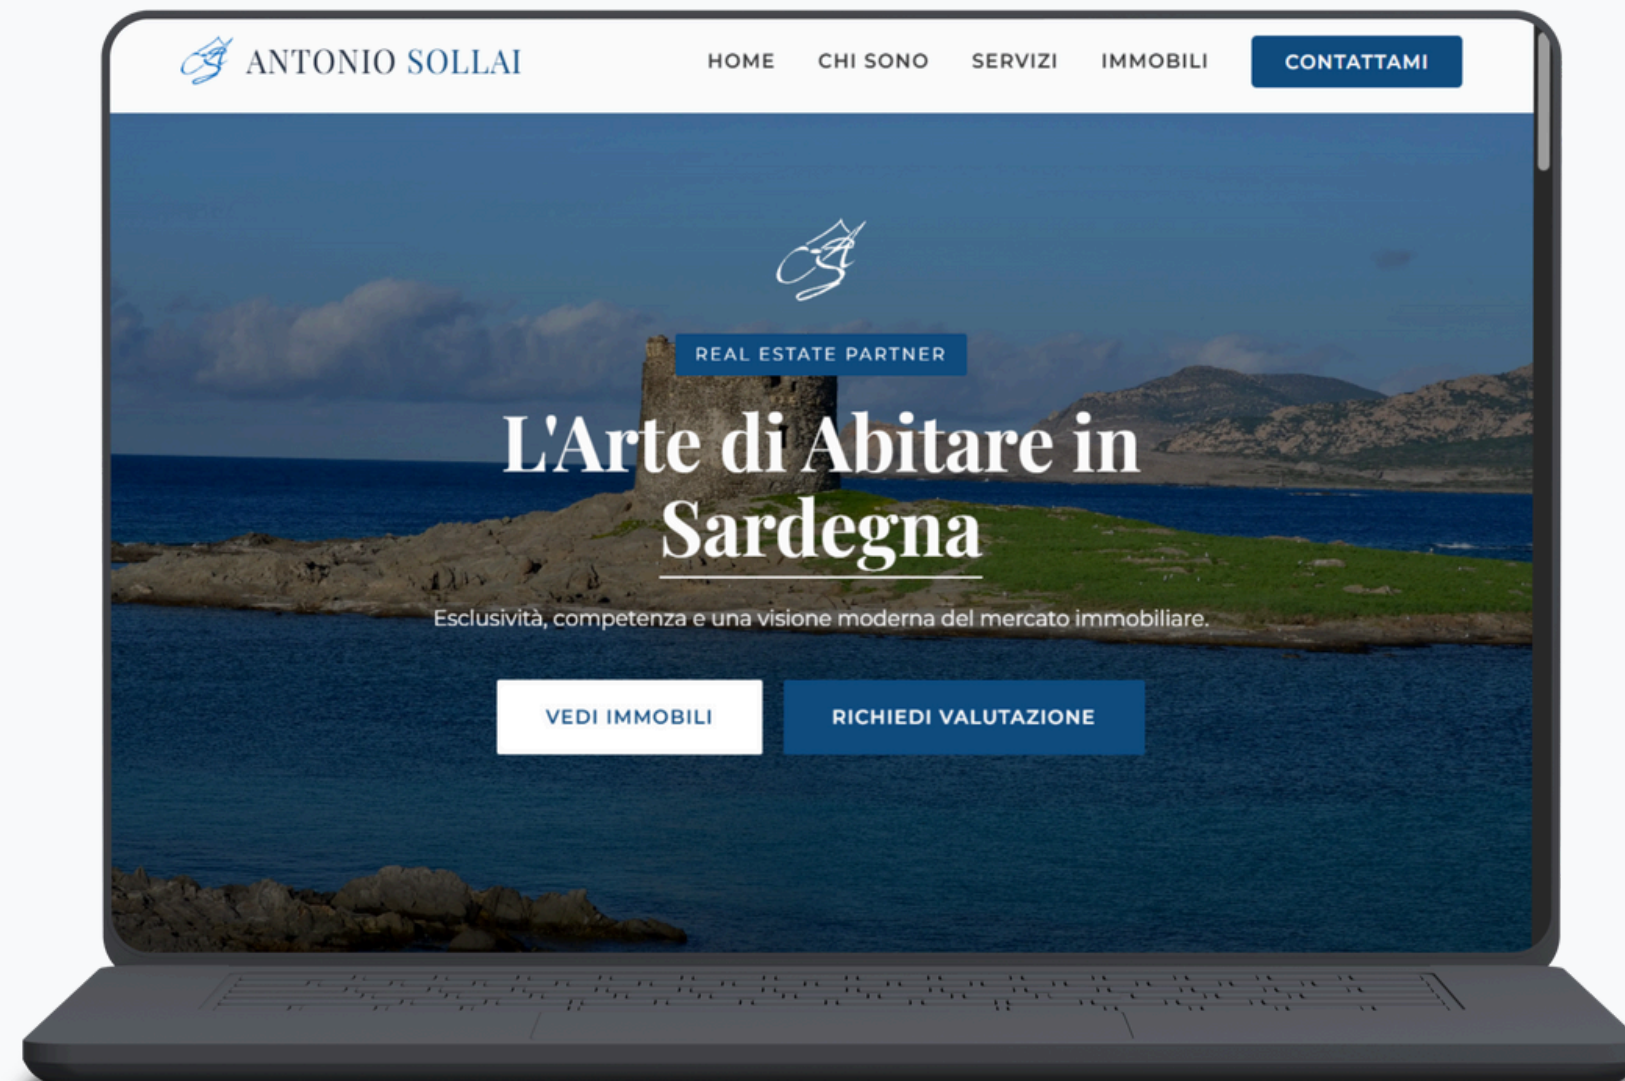 ANTONIO SOLLAI
HOME CHI SONO SERVIZI IMMOBILI CONTATTAMI
REAL ESTATE PARTNER
L'Arte di Abitare in
Sardegna
Esclusività, competenza e una visione moderna del mercato immobiliare.
VEDI IMMOBILI RICHIEDI VALUTAZIONE